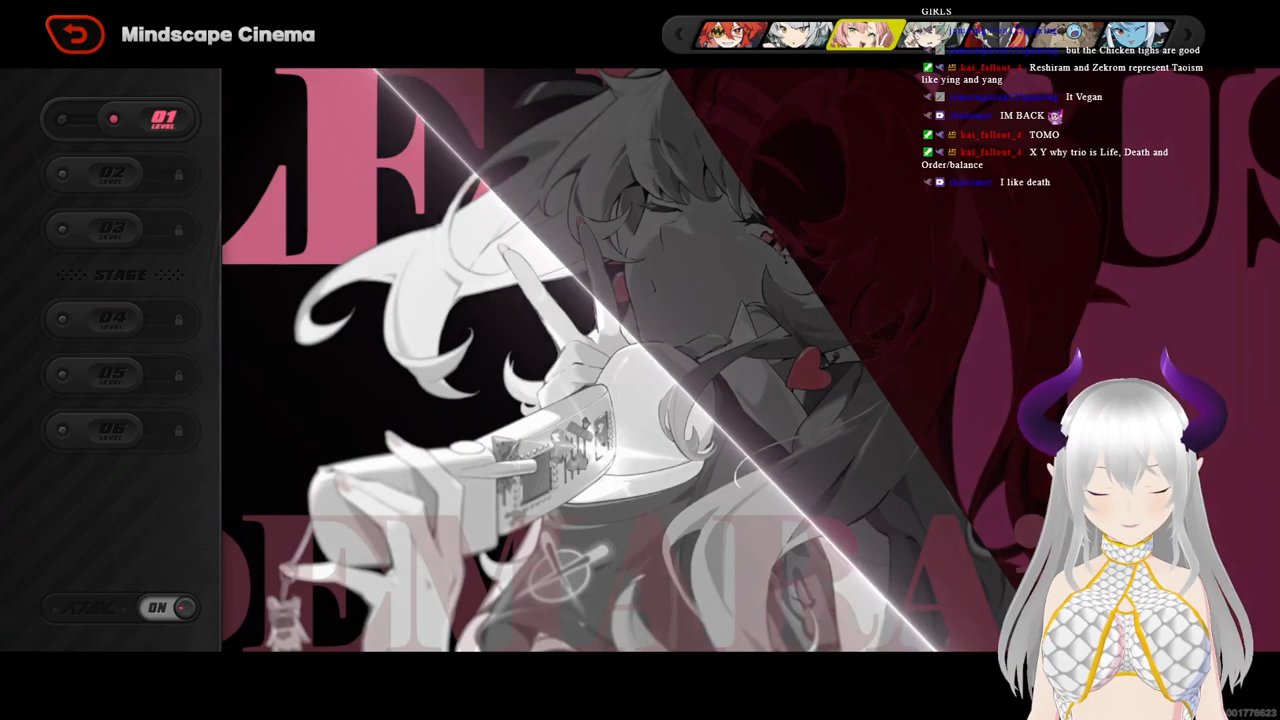 Mindscape Cinema
GIRLS
but the Chicken tighs are good
kai_fallout_4 Reshiram and Zekrom represent Taoism
like ying and yang
It Vegan
IM BACK
kai_fallout_4 TOMO
kai_fallout_4 X Y why trio is Life, Death and
Order/balance
I like death
01
LEVEL
02
LEVEL
03
LEVEL
STAGE
04
LEVEL
05
LEVEL
06
LEVEL
ON
001776623